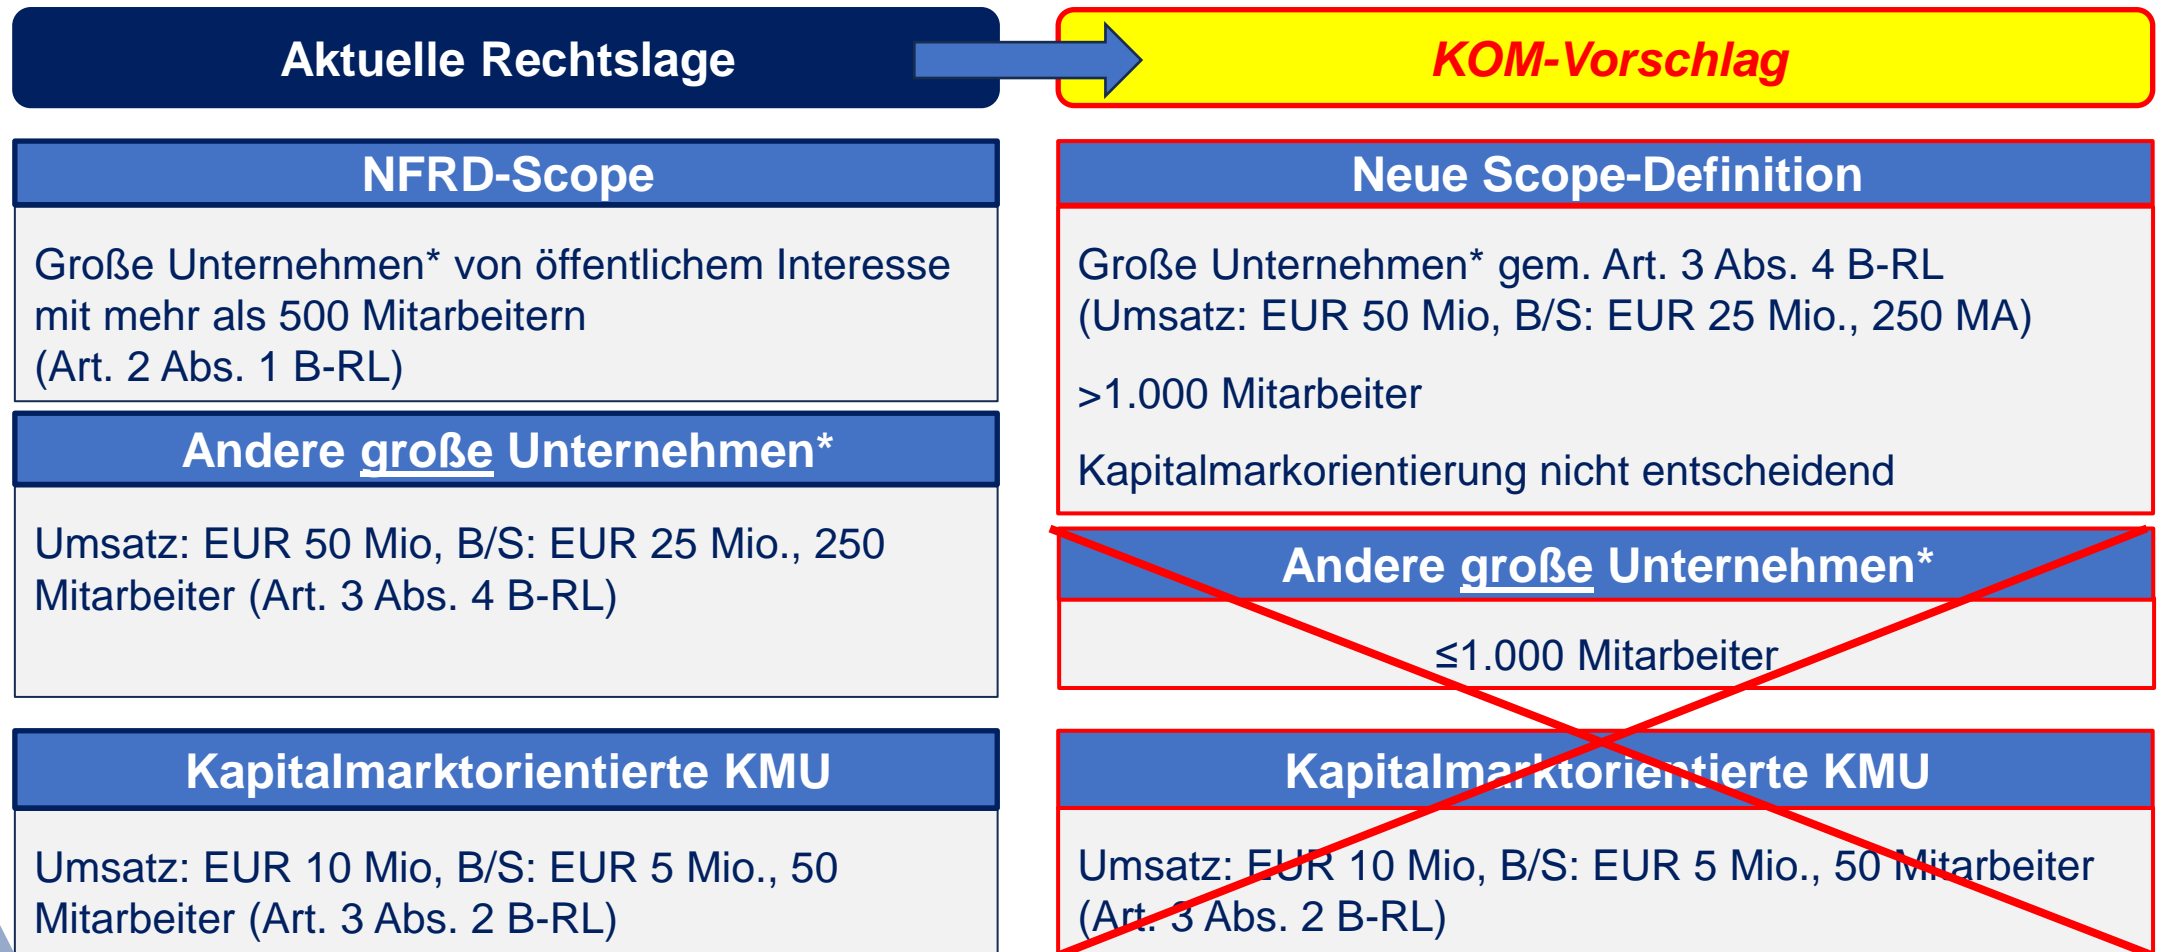 Aktuelle Rechtslage
KOM-Vorschlag
NFRD-Scope
Große Unternehmen* von öffentlichem Interesse
mit mehr als 500 Mitarbeitern
(Art. 2 Abs. 1 B-RL)
Andere große Unternehmen*
Umsatz: EUR 50 Mio, B/S: EUR 25 Mio., 250
Mitarbeiter (Art. 3 Abs. 4 B-RL)
Kapitalmarktorientierte KMU
Umsatz: EUR 10 Mio, B/S: EUR 5 Mio., 50
Mitarbeiter (Art. 3 Abs. 2 B-RL)
Neue Scope-Definition
Große Unternehmen* gem. Art. 3 Abs. 4 B-RL
(Umsatz: EUR 50 Mio, B/S: EUR 25 Mio., 250 MA)
>1.000 Mitarbeiter
Kapitalmarkorientierung nicht entscheidend
Andere große Unternehmen*
≤1.000 Mitarbeiter
Kapitalmarktorientierte KMU
Umsatz: EUR 10 Mio, B/S: EUR 5 Mio., 50 Mitarbeiter
(Art. 3 Abs. 2 B-RL)